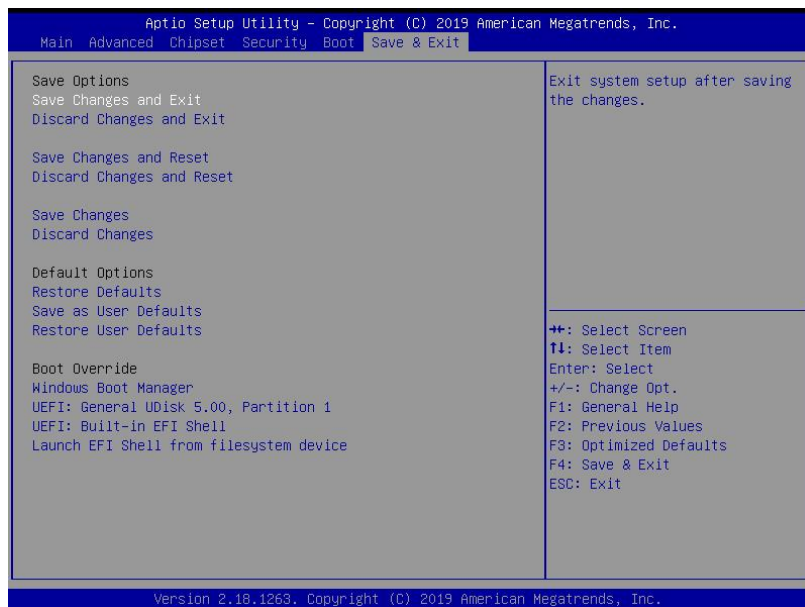 Aptio Setup Utility – Copyright (C) 2019 American Megatrends, Inc.
Main Advanced Chipset Security Boot Save & Exit
Save Options
Save Changes and Exit
Discard Changes and Exit
Save Changes and Reset
Discard Changes and Reset
Save Changes
Discard Changes
Default Options
Restore Defaults
Save as User Defaults
Restore User Defaults
Boot Override
Windows Boot Manager
UEFI: General UDisk 5.00, Partition 1
UEFI: Built-in EFI Shell
Launch EFI Shell from filesystem device
Exit system setup after saving
the changes.
→←: Select Screen
↑↓: Select Item
Enter: Select
+/-: Change Opt.
F1: General Help
F2: Previous Values
F3: Optimized Defaults
F4: Save & Exit
ESC: Exit
Version 2.18.1263. Copyright (C) 2019 American Megatrends, Inc.